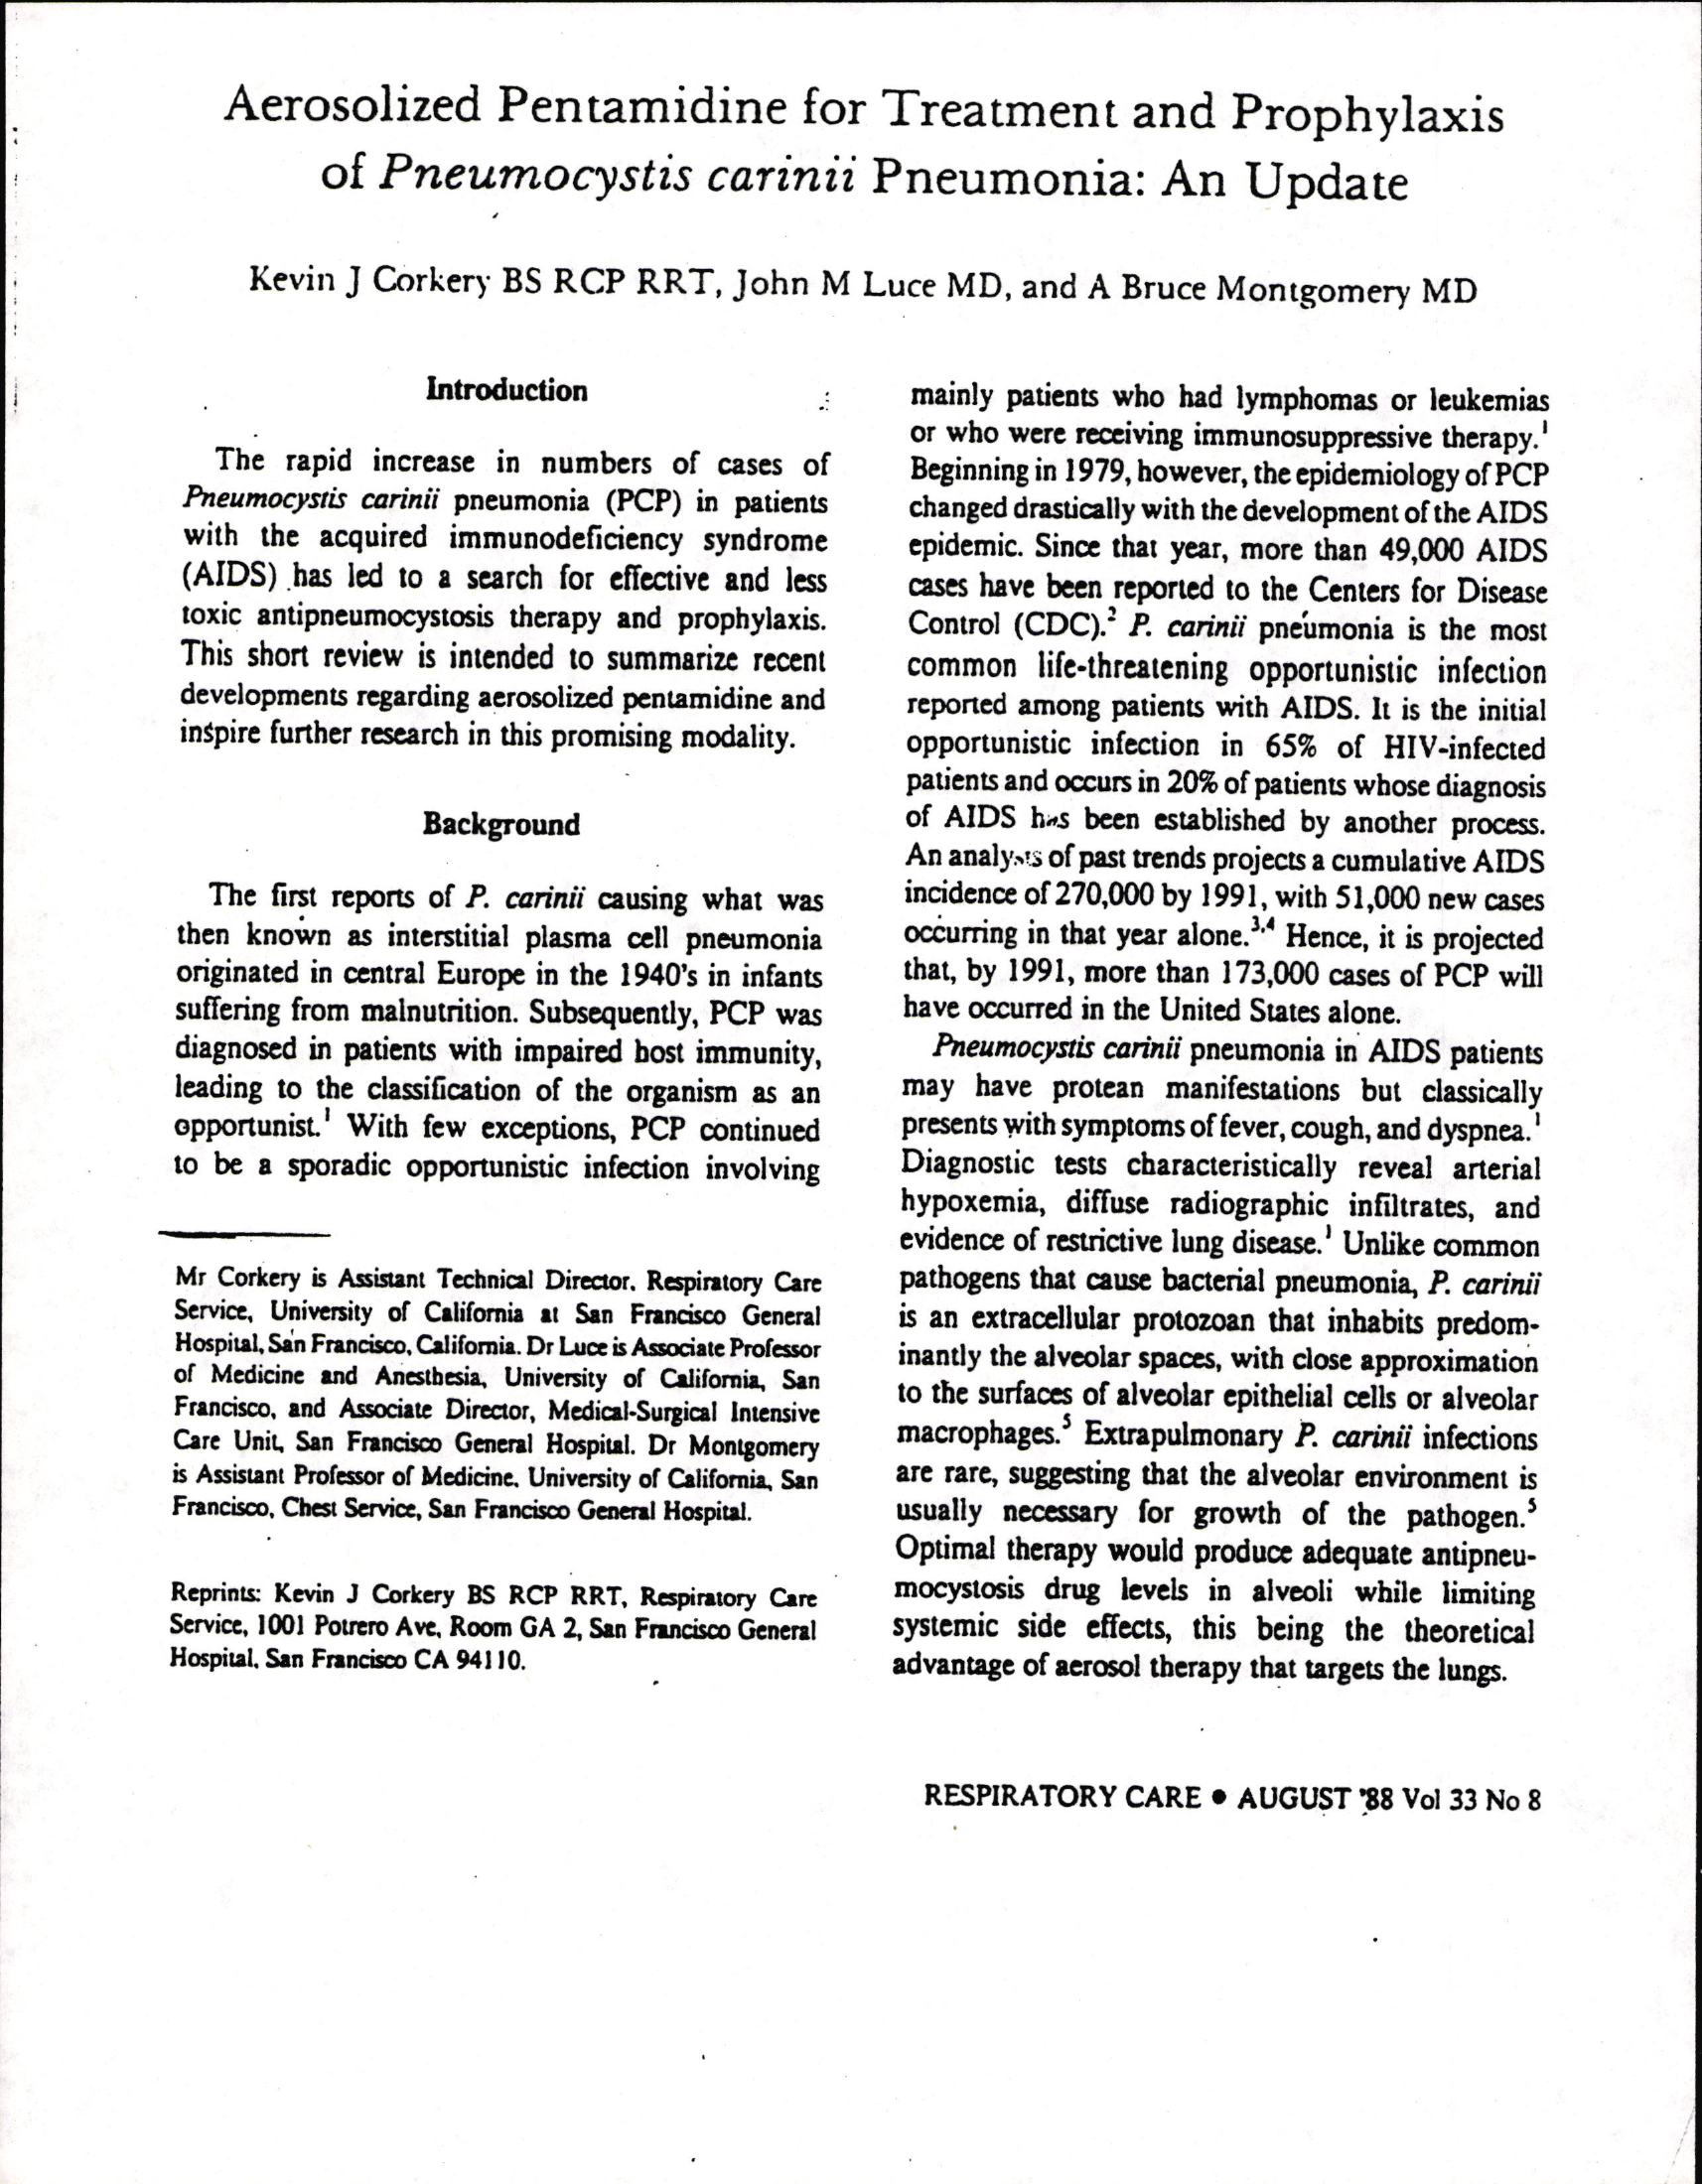 Aerosolized Pentamidine for Treatment and Prophylaxis
of Pneumocystis carinii Pneumonia: An Update
Kevin J Corkery BS RCP RRT, John M Luce MD, and A Bruce Montgomery MD
Introduction
The rapid increase in numbers of cases of
Pneumocystis carinii pneumonia (PCP) in patients
with the acquired immunodeficiency syndrome
(AIDS) has led to a search for effective and less
toxic antipneumocystosis therapy and prophylaxis.
This short review is intended to summarize recent
developments regarding aerosolized pentamidine and
inspire further research in this promising modality.
Background
The first reports of P. carinii causing what was
then known as interstitial plasma cell pneumonia
originated in central Europe in the 1940's in infants
suffering from malnutrition. Subsequently, PCP was
diagnosed in patients with impaired host immunity,
leading to the classification of the organism as an
opportunist.¹ With few exceptions, PCP continued
to be a sporadic opportunistic infection involving
Mr Corkery is Assistant Technical Director. Respiratory Care
Service, University of California at San Francisco General
Hospital, San Francisco, California. Dr Luce is Associate Professor
of Medicine and Anesthesia, University of California, San
Francisco, and Associate Director, Medical-Surgical Intensive
Care Unit, San Francisco General Hospital. Dr Montgomery
is Assistant Professor of Medicine, University of California, San
Francisco, Chest Service, San Francisco General Hospital.
Reprints: Kevin J Corkery BS RCP RRT, Respiratory Care
Service, 1001 Potrero Ave, Room GA 2, San Francisco General
Hospital, San Francisco CA 94110.
mainly patients who had lymphomas or leukemias
or who were receiving immunosuppressive therapy.¹
Beginning in 1979, however, the epidemiology of PCP
changed drastically with the development of the AIDS
epidemic. Since that year, more than 49,000 AIDS
cases have been reported to the Centers for Disease
Control (CDC).² P. carinii pneumonia is the most
common life-threatening opportunistic infection
reported among patients with AIDS. It is the initial
opportunistic infection in 65% of HIV-infected
patients and occurs in 20% of patients whose diagnosis
of AIDS has been established by another process.
An analysis of past trends projects a cumulative AIDS
incidence of 270,000 by 1991, with 51,000 new cases
occurring in that year alone.³,⁴ Hence, it is projected
that, by 1991, more than 173,000 cases of PCP will
have occurred in the United States alone.
Pneumocystis carinii pneumonia in AIDS patients
may have protean manifestations but classically
presents with symptoms of fever, cough, and dyspnea.¹
Diagnostic tests characteristically reveal arterial
hypoxemia, diffuse radiographic infiltrates, and
evidence of restrictive lung disease.¹ Unlike common
pathogens that cause bacterial pneumonia, P. carinii
is an extracellular protozoan that inhabits predom-
inantly the alveolar spaces, with close approximation
to the surfaces of alveolar epithelial cells or alveolar
macrophages.⁵ Extrapulmonary P. carinii infections
are rare, suggesting that the alveolar environment is
usually necessary for growth of the pathogen.⁵
Optimal therapy would produce adequate antipneu-
mocystosis drug levels in alveoli while limiting
systemic side effects, this being the theoretical
advantage of aerosol therapy that targets the lungs.
RESPIRATORY CARE • AUGUST '88 Vol 33 No 8